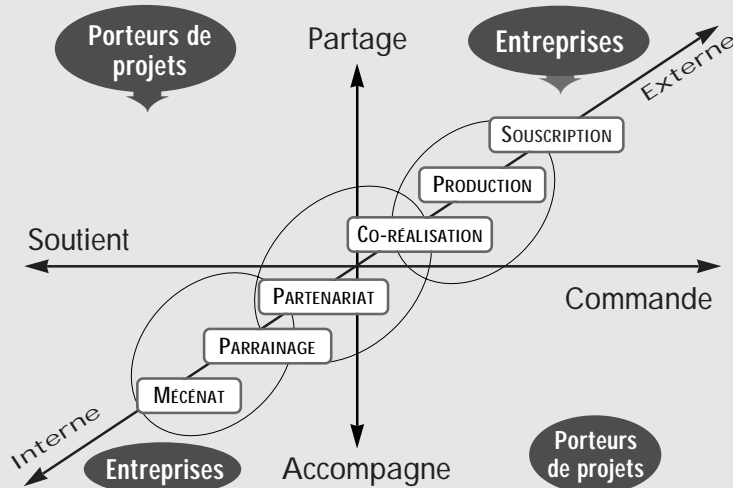 Porteurs de
projets
Partage
Entreprises
Externe
SOUSCRIPTION
PRODUCTION
CO-RÉALISATION
Soutient
Commande
PARTENARIAT
PARRAINAGE
MÉCÉNAT
Interne
Entreprises
Accompagne
Porteurs
de projets